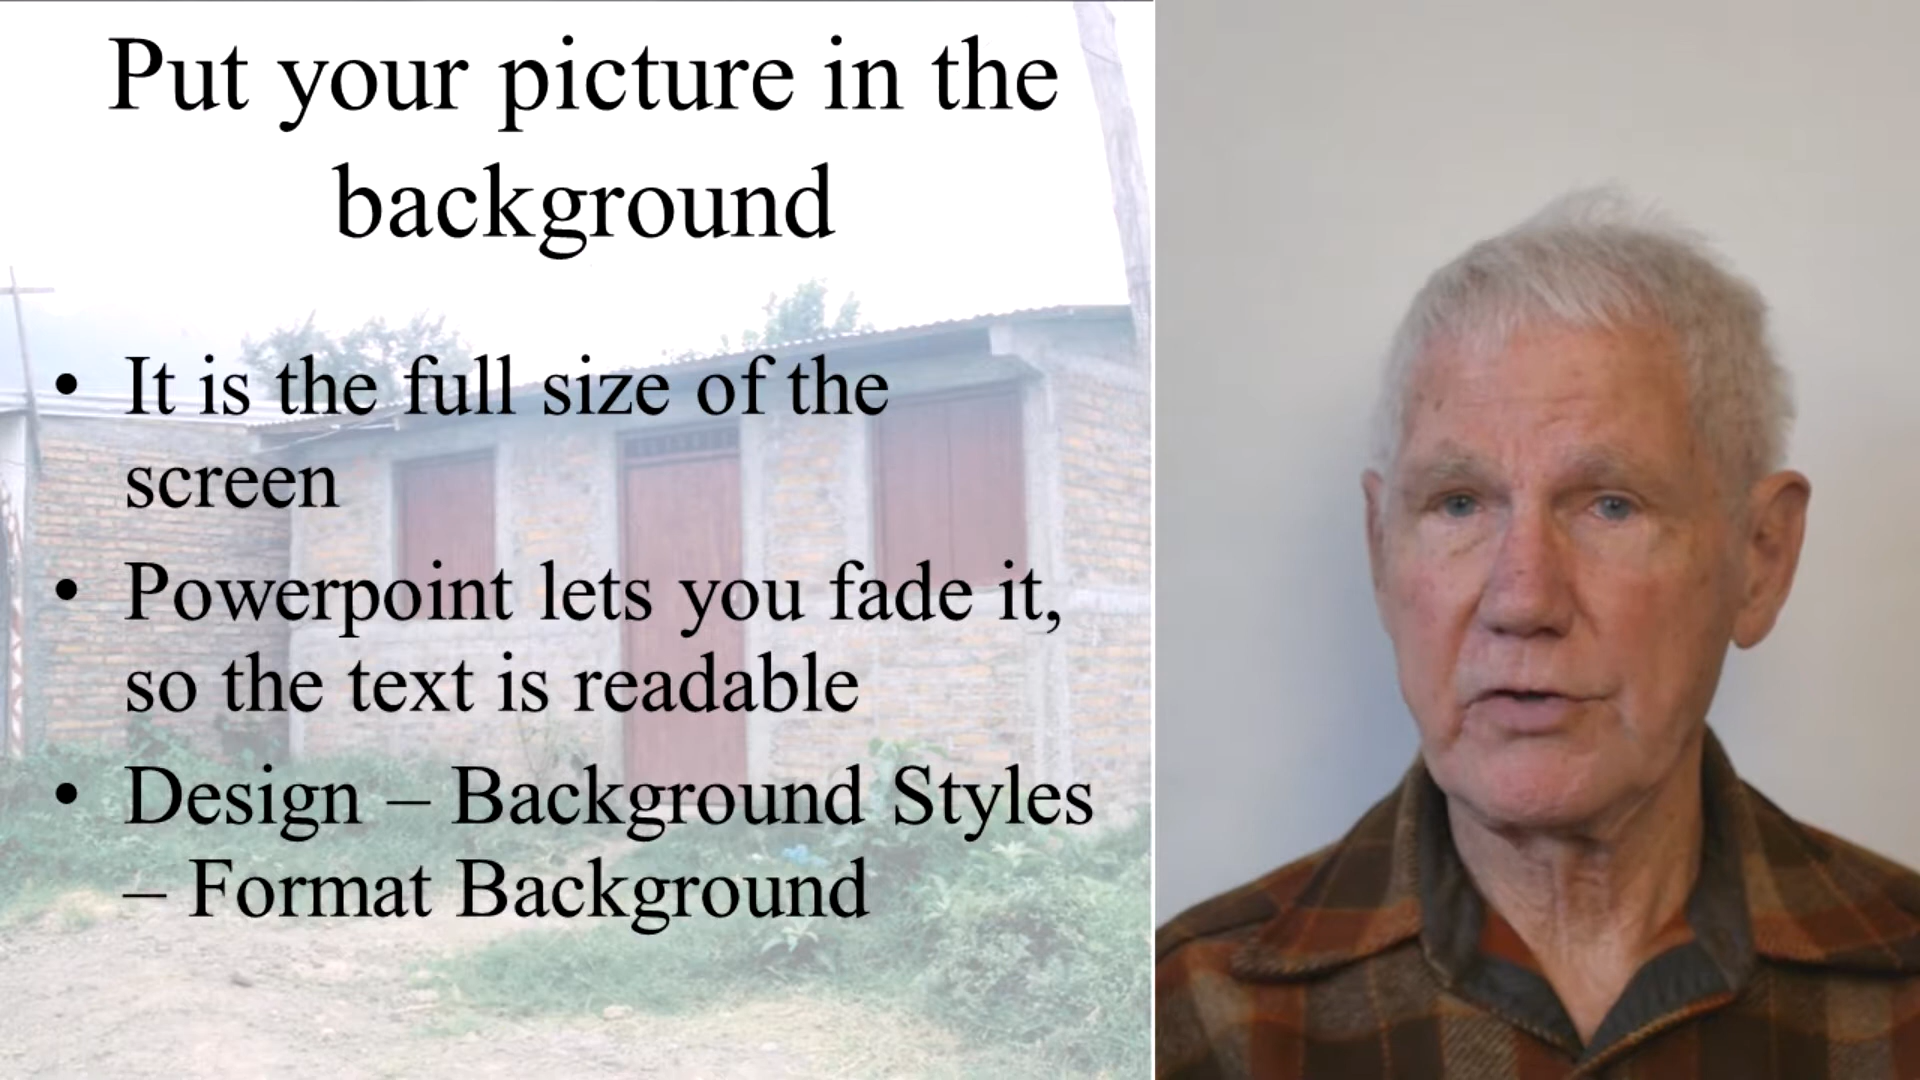 Put your picture in the
background
• It is the full size of the
screen
• Powerpoint lets you fade it,
so the text is readable
• Design – Background Styles
– Format Background